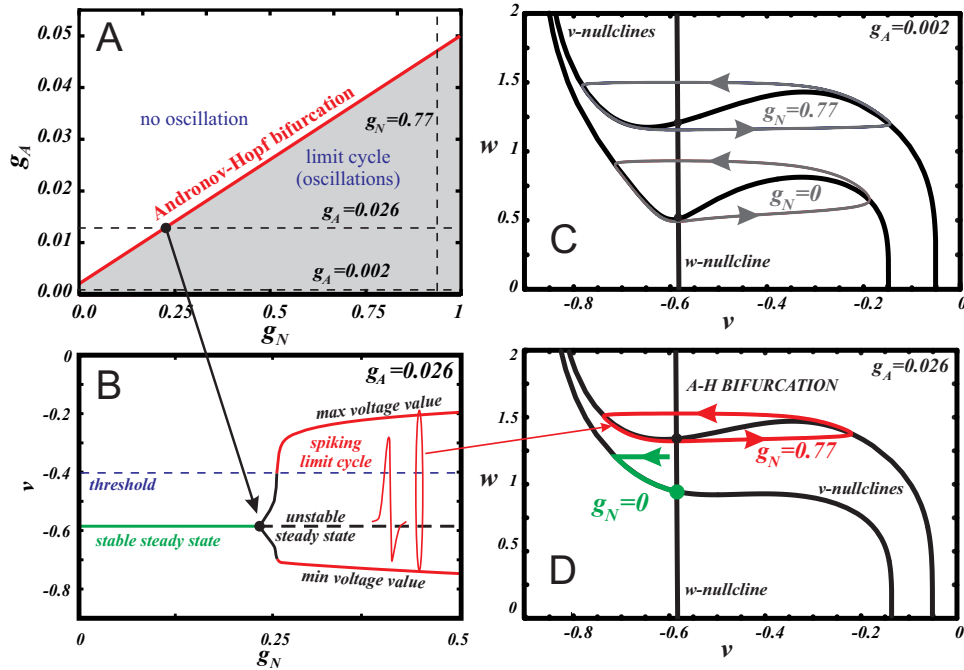 A
0.05
0.04
0.03
0.02
0.01
0.00
g_A
no oscillation
Andronov-Hopf bifurcation
g_N=0.77
limit cycle
(oscillations)
g_A=0.026
g_A=0.002
0.0
0.25
0.5
0.75
1
g_N
B
g_A=0.026
0
-0.2
-0.4
-0.6
-0.8
v
max voltage value
spiking
limit cycle
threshold
stable steady state
unstable
steady state
min voltage value
0
0.25
0.5
g_N
C
g_A=0.002
v-nullclines
2
1.5
w
1
0.5
0
g_N=0.77
g_N=0
w-nullcline
-0.8
-0.6
-0.4
-0.2
0
v
D
g_A=0.026
A-H BIFURCATION
2
1.5
w
1
0.5
0
g_N=0.77
g_N=0
v-nullclines
w-nullcline
-0.8
-0.6
-0.4
-0.2
0
v